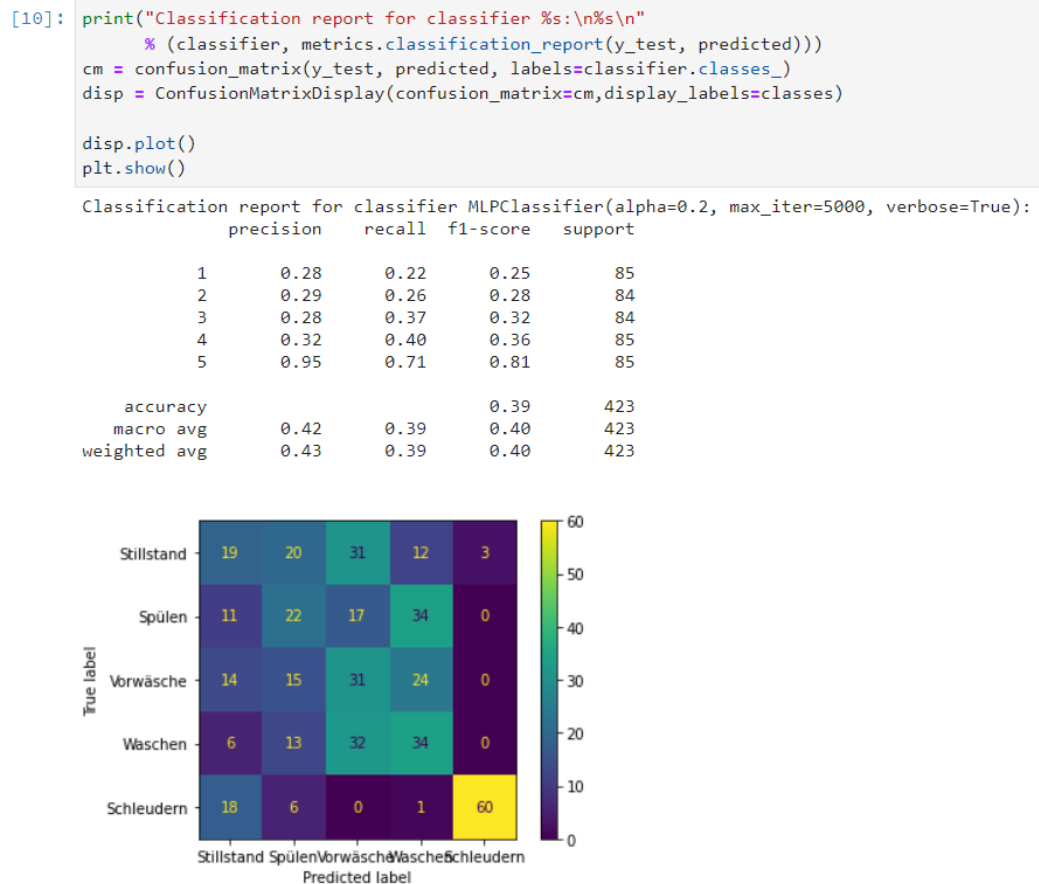 [10]: print("Classification report for classifier %s:\n%s\n"
% (classifier, metrics.classification_report(y_test, predicted)))
cm = confusion_matrix(y_test, predicted, labels=classifier.classes_)
disp = ConfusionMatrixDisplay(confusion_matrix=cm,display_labels=classes)
disp.plot()
plt.show()
Classification report for classifier MLPClassifier(alpha=0.2, max_iter=5000, verbose=True):
precision recall f1-score support
1 0.28 0.22 0.25 85
2 0.29 0.26 0.28 84
3 0.28 0.37 0.32 84
4 0.32 0.40 0.36 85
5 0.95 0.71 0.81 85
accuracy 0.39 423
macro avg 0.42 0.39 0.40 423
weighted avg 0.43 0.39 0.40 423
60
Stillstand 19 20 31 12 3
50
Spülen 11 22 17 34 0
40
True label
Vorwäsche 14 15 31 24 0
30
Waschen 6 13 32 34 0
20
Schleudern 18 6 0 1 60
10
0
Stillstand Spülen Vorwäsche Waschen Schleudern
Predicted label